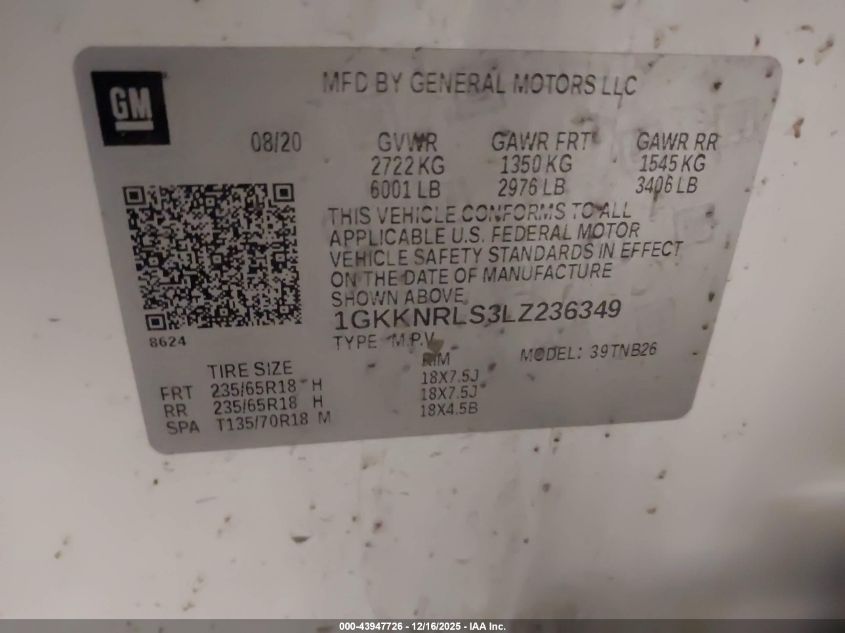 GM
MFD BY GENERAL MOTORS LLC
08/20 GVWR GAWR FRT GAWR RR
2722 KG 1350 KG 1545 KG
6001 LB 2976 LB 3406 LB
THIS VEHICLE CONFORMS TO ALL
APPLICABLE U.S. FEDERAL MOTOR
VEHICLE SAFETY STANDARDS IN EFFECT
ON THE DATE OF MANUFACTURE
SHOWN ABOVE
1GKKNRLS3LZ236349
8624
TYPE M.P.V. MODEL: 39TNB26
TIRE SIZE RIM
FRT 235/65R18 H 18X7.5J
RR 235/65R18 H 18X7.5J
SPA T135/70R18 M 18X4.5B
000-43947726 - 12/16/2025 - IAA Inc.